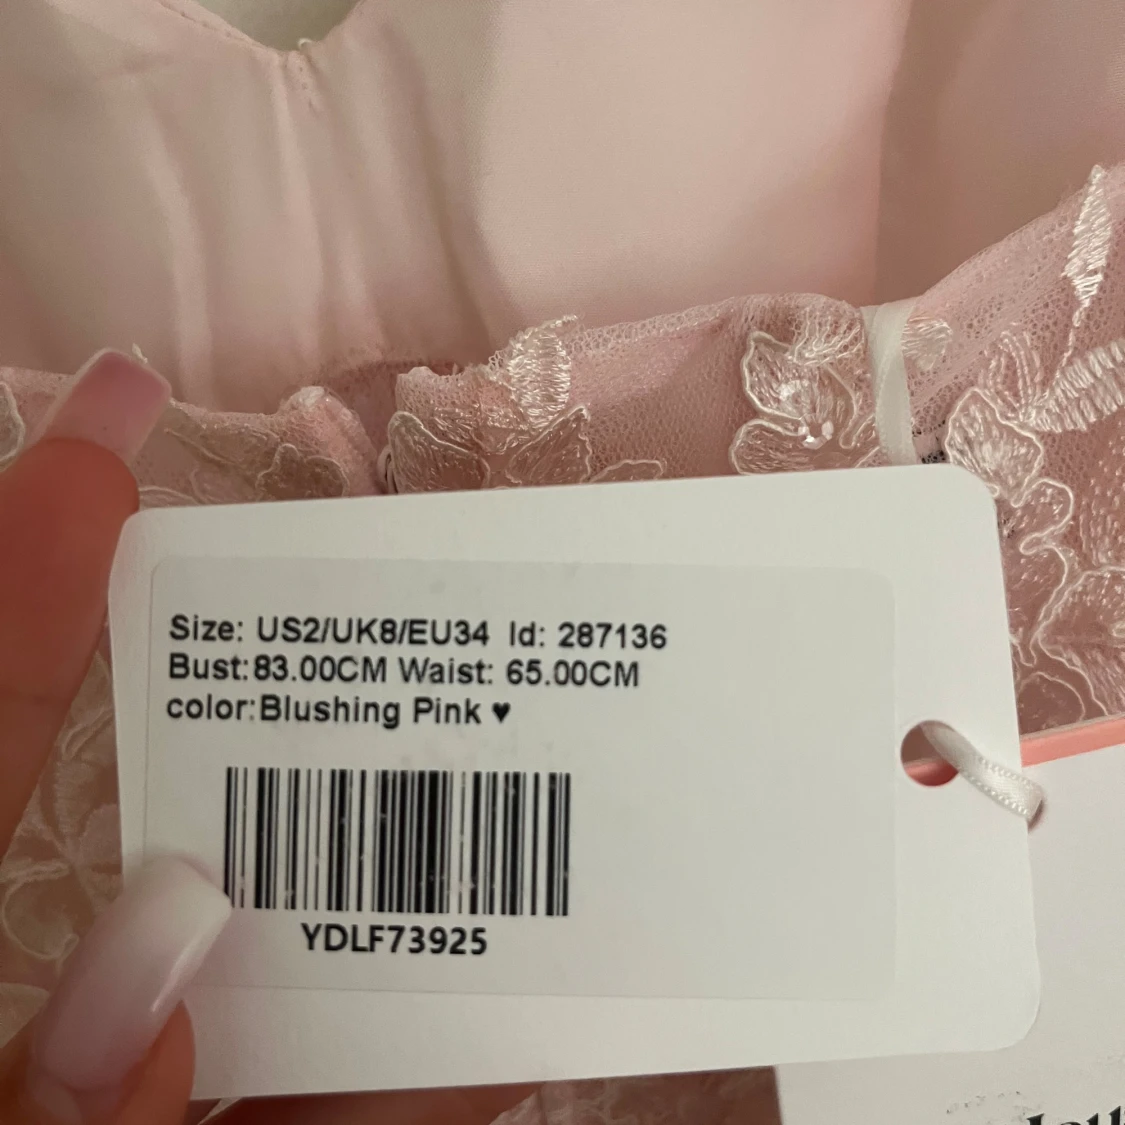 Size: US2/UK8/EU34 Id: 287136
Bust:83.00CM Waist: 65.00CM
color:Blushing Pink ♥
YDLF73925